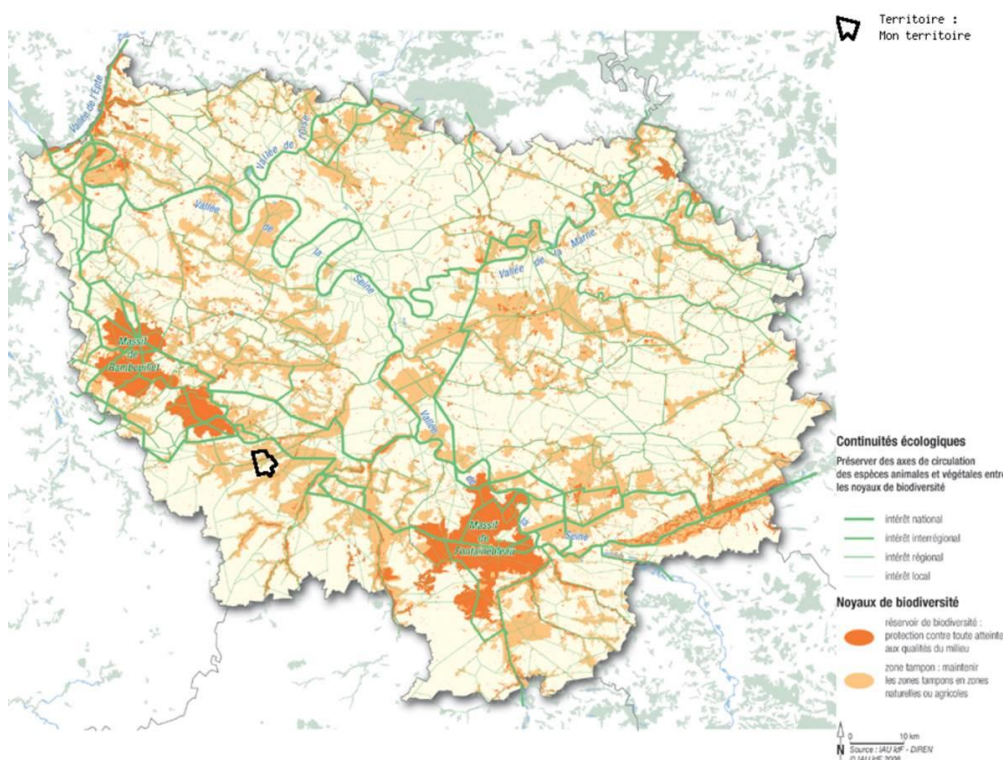 Territoire :
Mon territoire
Vallée de l'Epte
Vallée de l'Oise
Vallée
de
la
Seine
Vallée de la Marne
Massif
de
Rambouillet
Vallée
de
la
Seine
Massif
de
Fontainebleau
Continuités écologiques
Préserver des axes de circulation
des espèces animales et végétales entre
les noyaux de biodiversité
intérêt national
intérêt interrégional
intérêt régional
intérêt local
Noyaux de biodiversité
réservoir de biodiversité :
protection contre toute atteinte
aux qualités du milieu
zone tampon : maintenir
les zones tampons en zones
naturelles ou agricoles
0 10 km
N
Source : IAU IdF - DIREN
© IAU IdF 2008